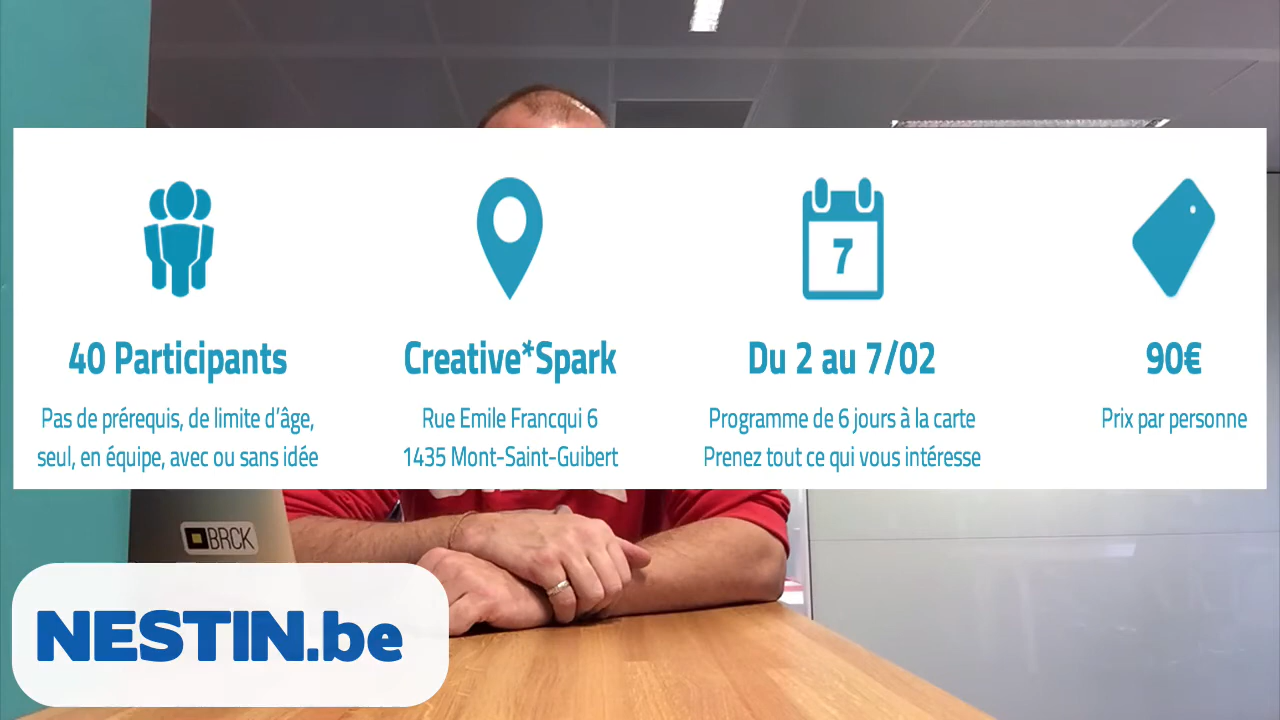 7
40 Participants
Pas de prérequis, de limite d'âge,
seul, en équipe, avec ou sans idée
Creative*Spark
Rue Emile Francqui 6
1435 Mont-Saint-Guibert
Du 2 au 7/02
Programme de 6 jours à la carte
Prenez tout ce qui vous intéresse
90€
Prix par personne
BRCK
NESTIN.be